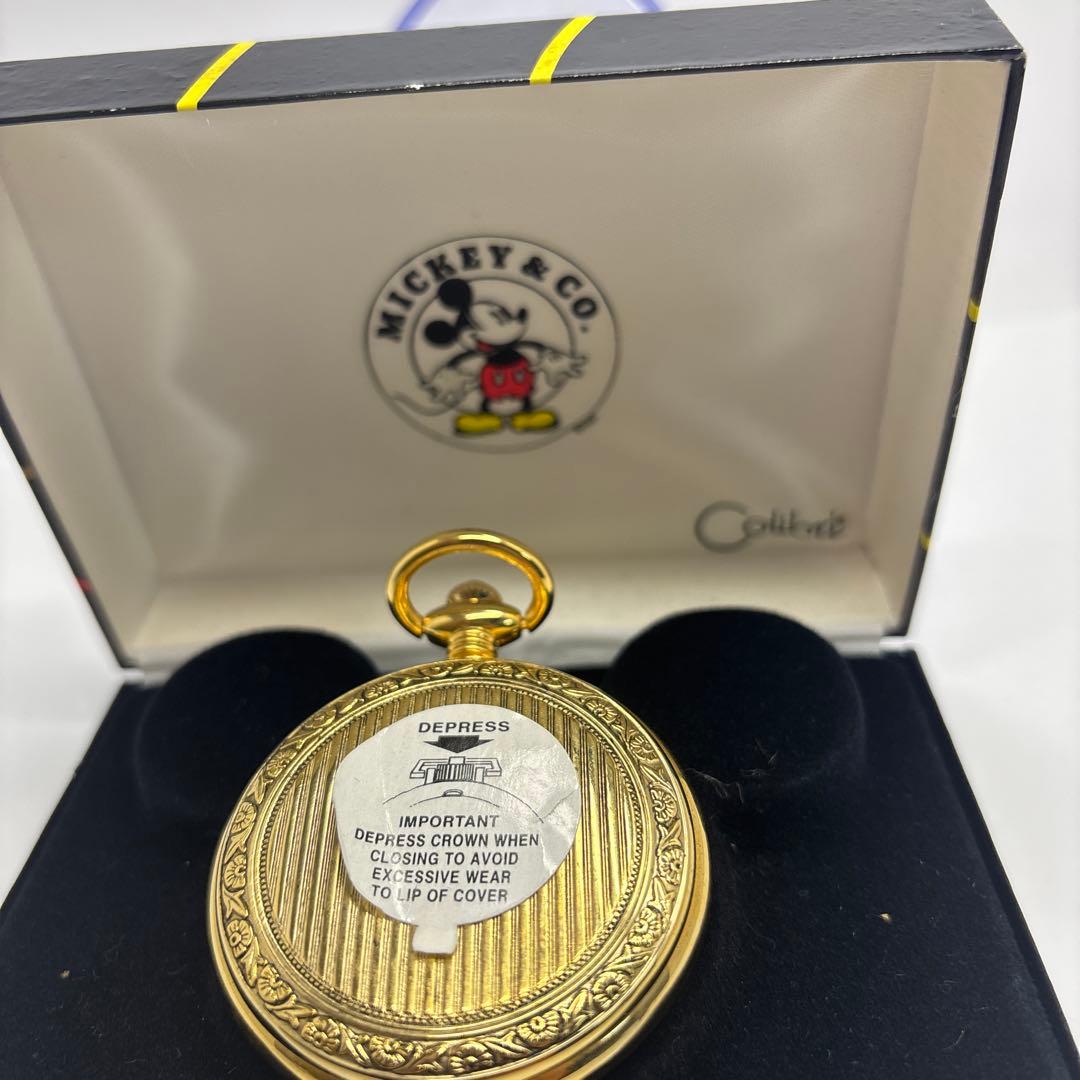 MICKEY & CO.
Colibri
DEPRESS
IMPORTANT
DEPRESS CROWN WHEN
CLOSING TO AVOID
EXCESSIVE WEAR
TO LIP OF COVER